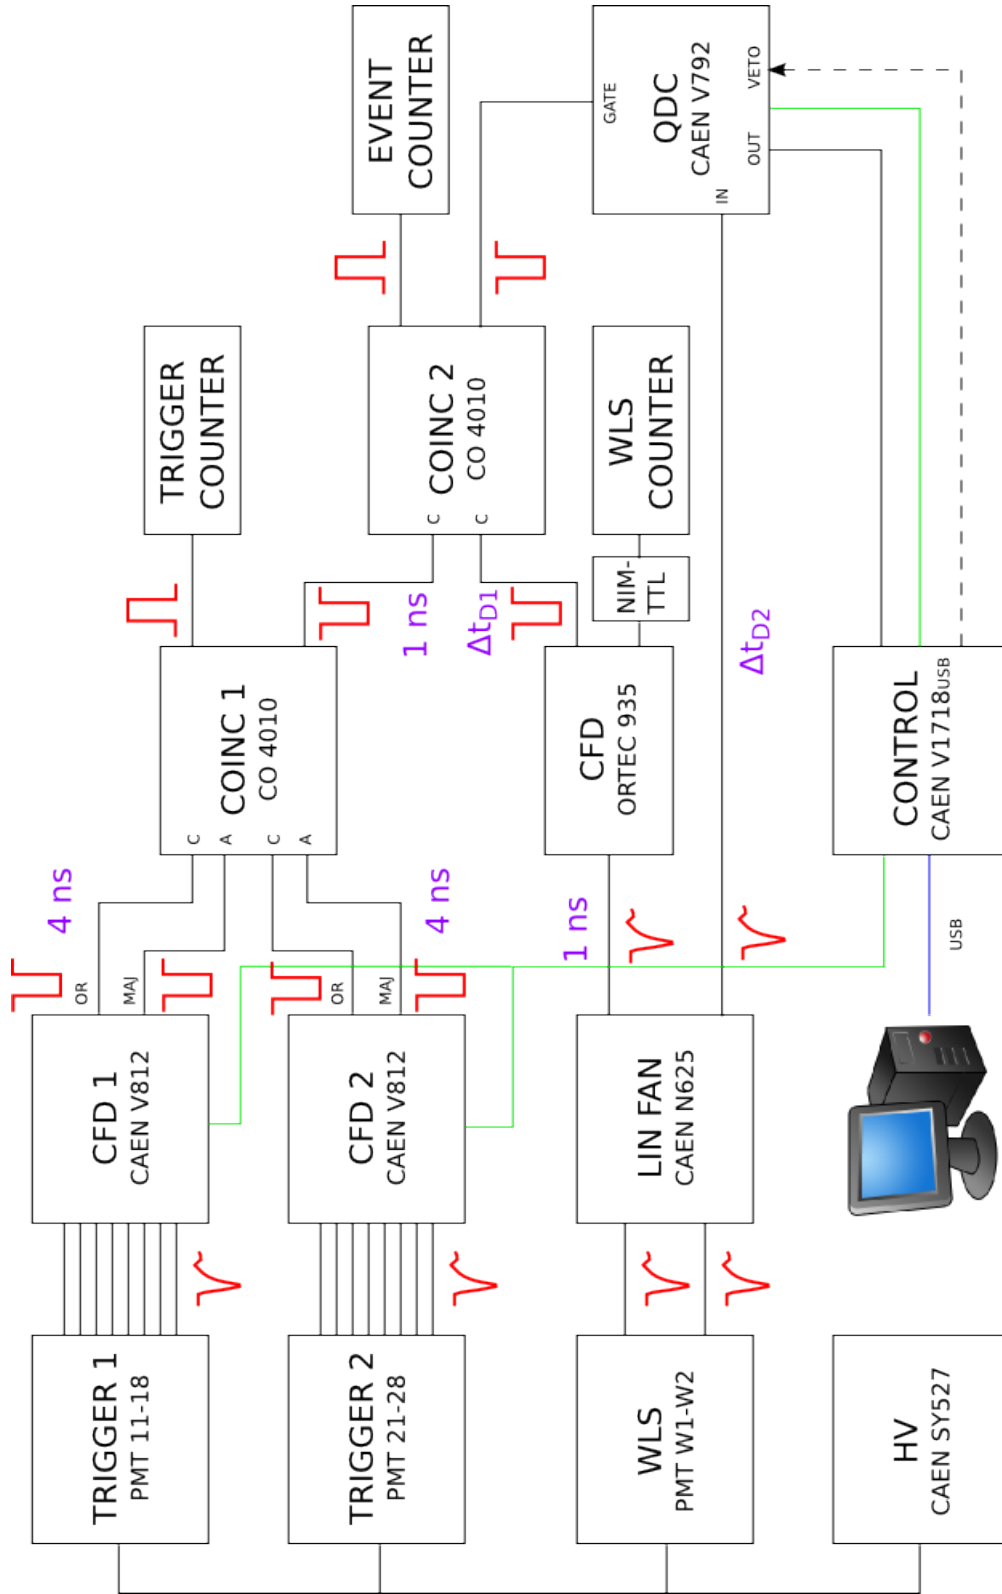 TRIGGER 1
PMT 11-18
TRIGGER 2
PMT 21-28
WLS
PMT W1-W2
HV
CAEN SY527
CFD 1
CAEN V812
OR
MAJ
4 ns
CFD 2
CAEN V812
OR
MAJ
4 ns
LIN FAN
CAEN N625
1 ns
USB
COINC 1
CO 4010
C
A
C
A
CFD
ORTEC 935
CONTROL
CAEN V1718USB
1 ns
ΔtD1
ΔtD2
NIM-
TTL
TRIGGER
COUNTER
COINC 2
CO 4010
C
C
WLS
COUNTER
EVENT
COUNTER
QDC
CAEN V792
GATE
IN
OUT
VETO